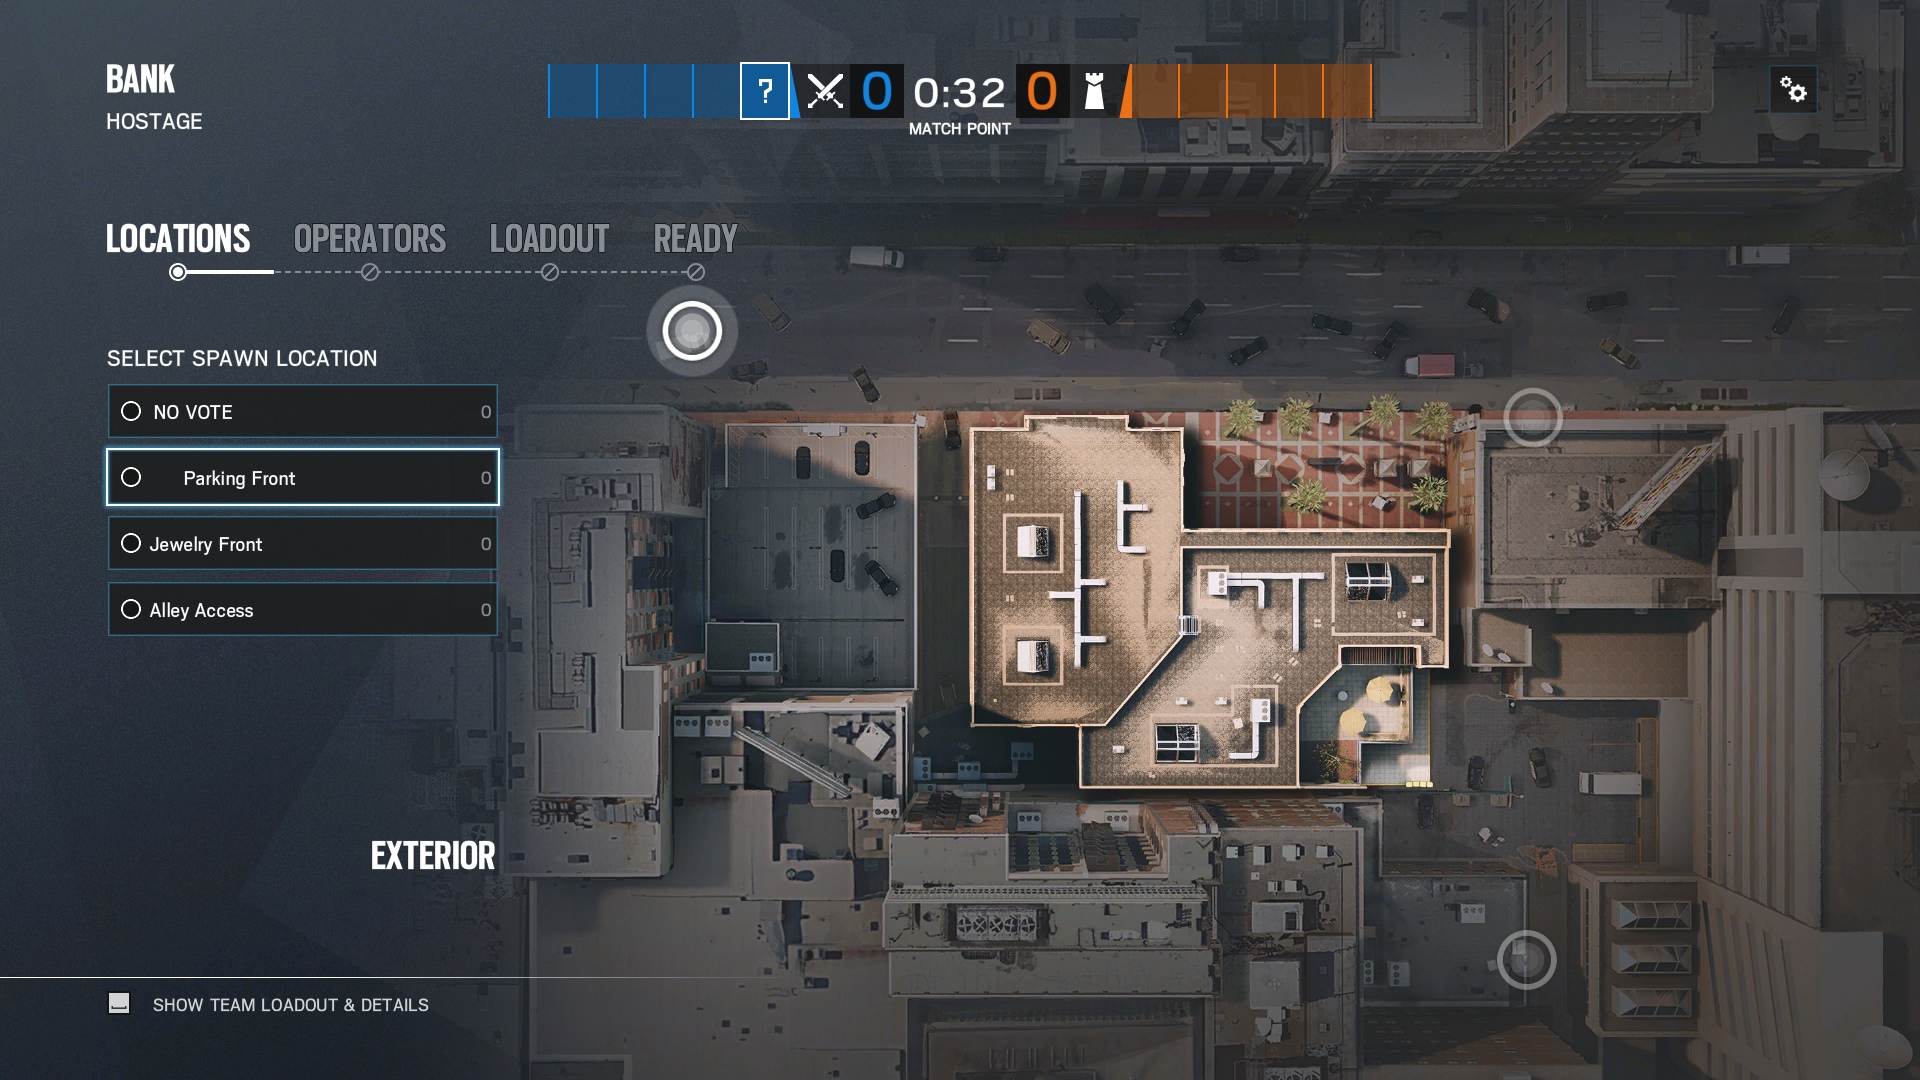 BANK
HOSTAGE
?
0
0:32
0
MATCH POINT
LOCATIONS
OPERATORS
LOADOUT
READY
SELECT SPAWN LOCATION
NO VOTE 0
Parking Front 0
Jewelry Front 0
Alley Access 0
EXTERIOR
SHOW TEAM LOADOUT & DETAILS